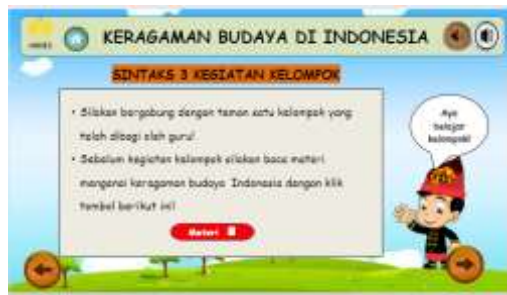 KERAGAMAN BUDAYA DI INDONESIA
SINTAKS 3 KEGIATAN KELOMPOK
• Silakan bergabung dengan teman satu kelompok yang
telah dibagi oleh guru!
• Sebelum kegiatan kelompok silakan baca materi
mengenai keragaman budaya Indonesia dengan klik
tombol berikut ini!
Materi
Ayo
belajar
kelompok!